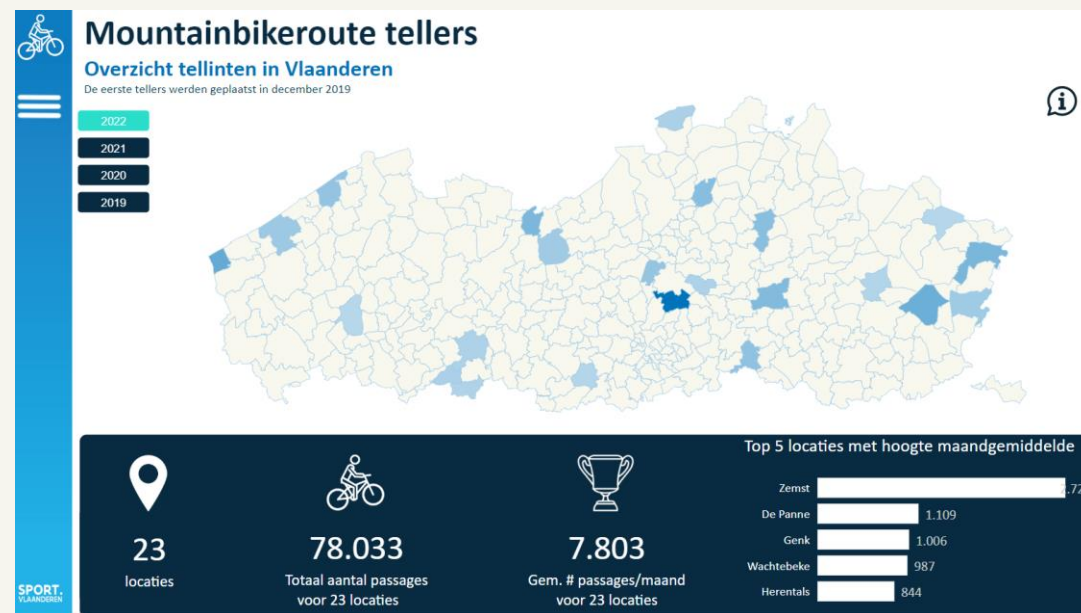 Mountainbikeroute tellers
Overzicht tellinten in Vlaanderen
De eerste tellers werden geplaatst in december 2019
2022
2021
2020
2019
23
locaties
78.033
Totaal aantal passages
voor 23 locaties
7.803
Gem. # passages/maand
voor 23 locaties
Top 5 locaties met hoogte maandgemiddelde
Zemst
De Panne 1.109
Genk 1.006
Wachtebeke 987
Herentals 844
SPORT.
VLAANDEREN